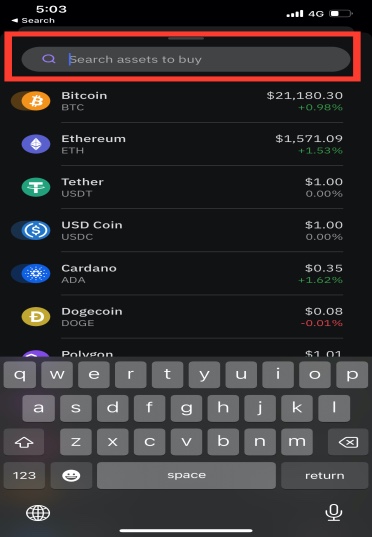 5:03
4G
◄ Search
Search assets to buy
Bitcoin $21,180.30
BTC +0.98%
Ethereum $1,571.09
ETH +1.53%
Tether $1.00
USDT 0.00%
USD Coin $1.00
USDC 0.00%
Cardano $0.35
ADA +1.62%
Dogecoin $0.08
DOGE -0.01%
Polygon $1.01
q w e r t y u i o p
a s d f g h j k l
z x c v b n m
123 space return